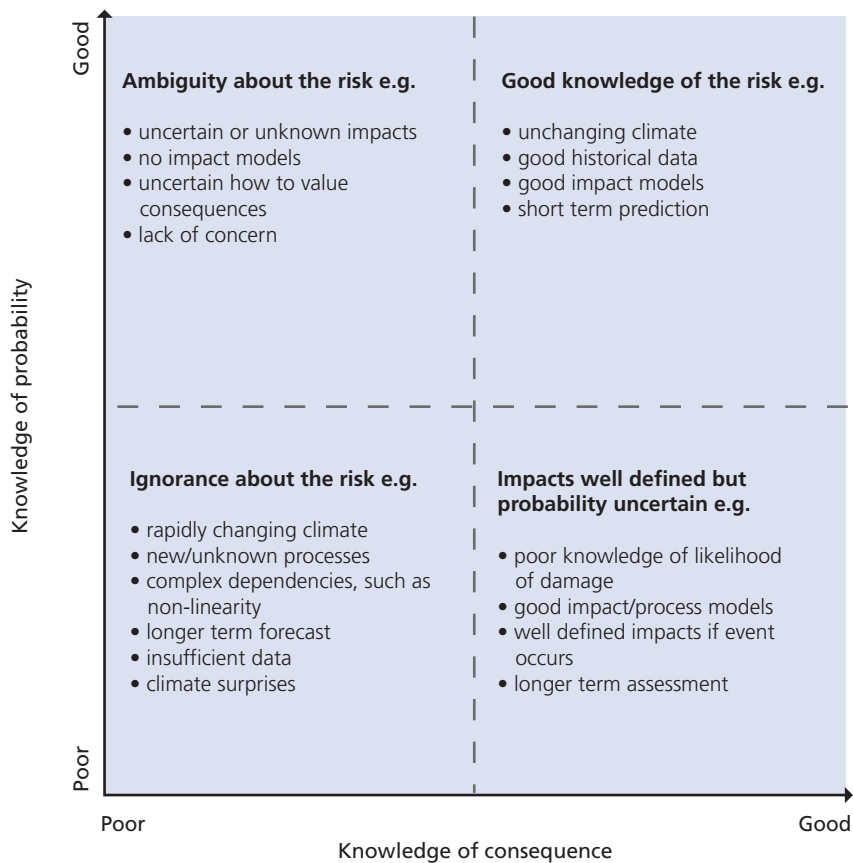 Good
Ambiguity about the risk e.g.
• uncertain or unknown impacts
• no impact models
• uncertain how to value
consequences
• lack of concern
Good knowledge of the risk e.g.
• unchanging climate
• good historical data
• good impact models
• short term prediction
Knowledge of probability
Ignorance about the risk e.g.
• rapidly changing climate
• new/unknown processes
• complex dependencies, such as
non-linearity
• longer term forecast
• insufficient data
• climate surprises
Impacts well defined but
probability uncertain e.g.
• poor knowledge of likelihood
of damage
• good impact/process models
• well defined impacts if event
occurs
• longer term assessment
Poor
Poor
Good
Knowledge of consequence